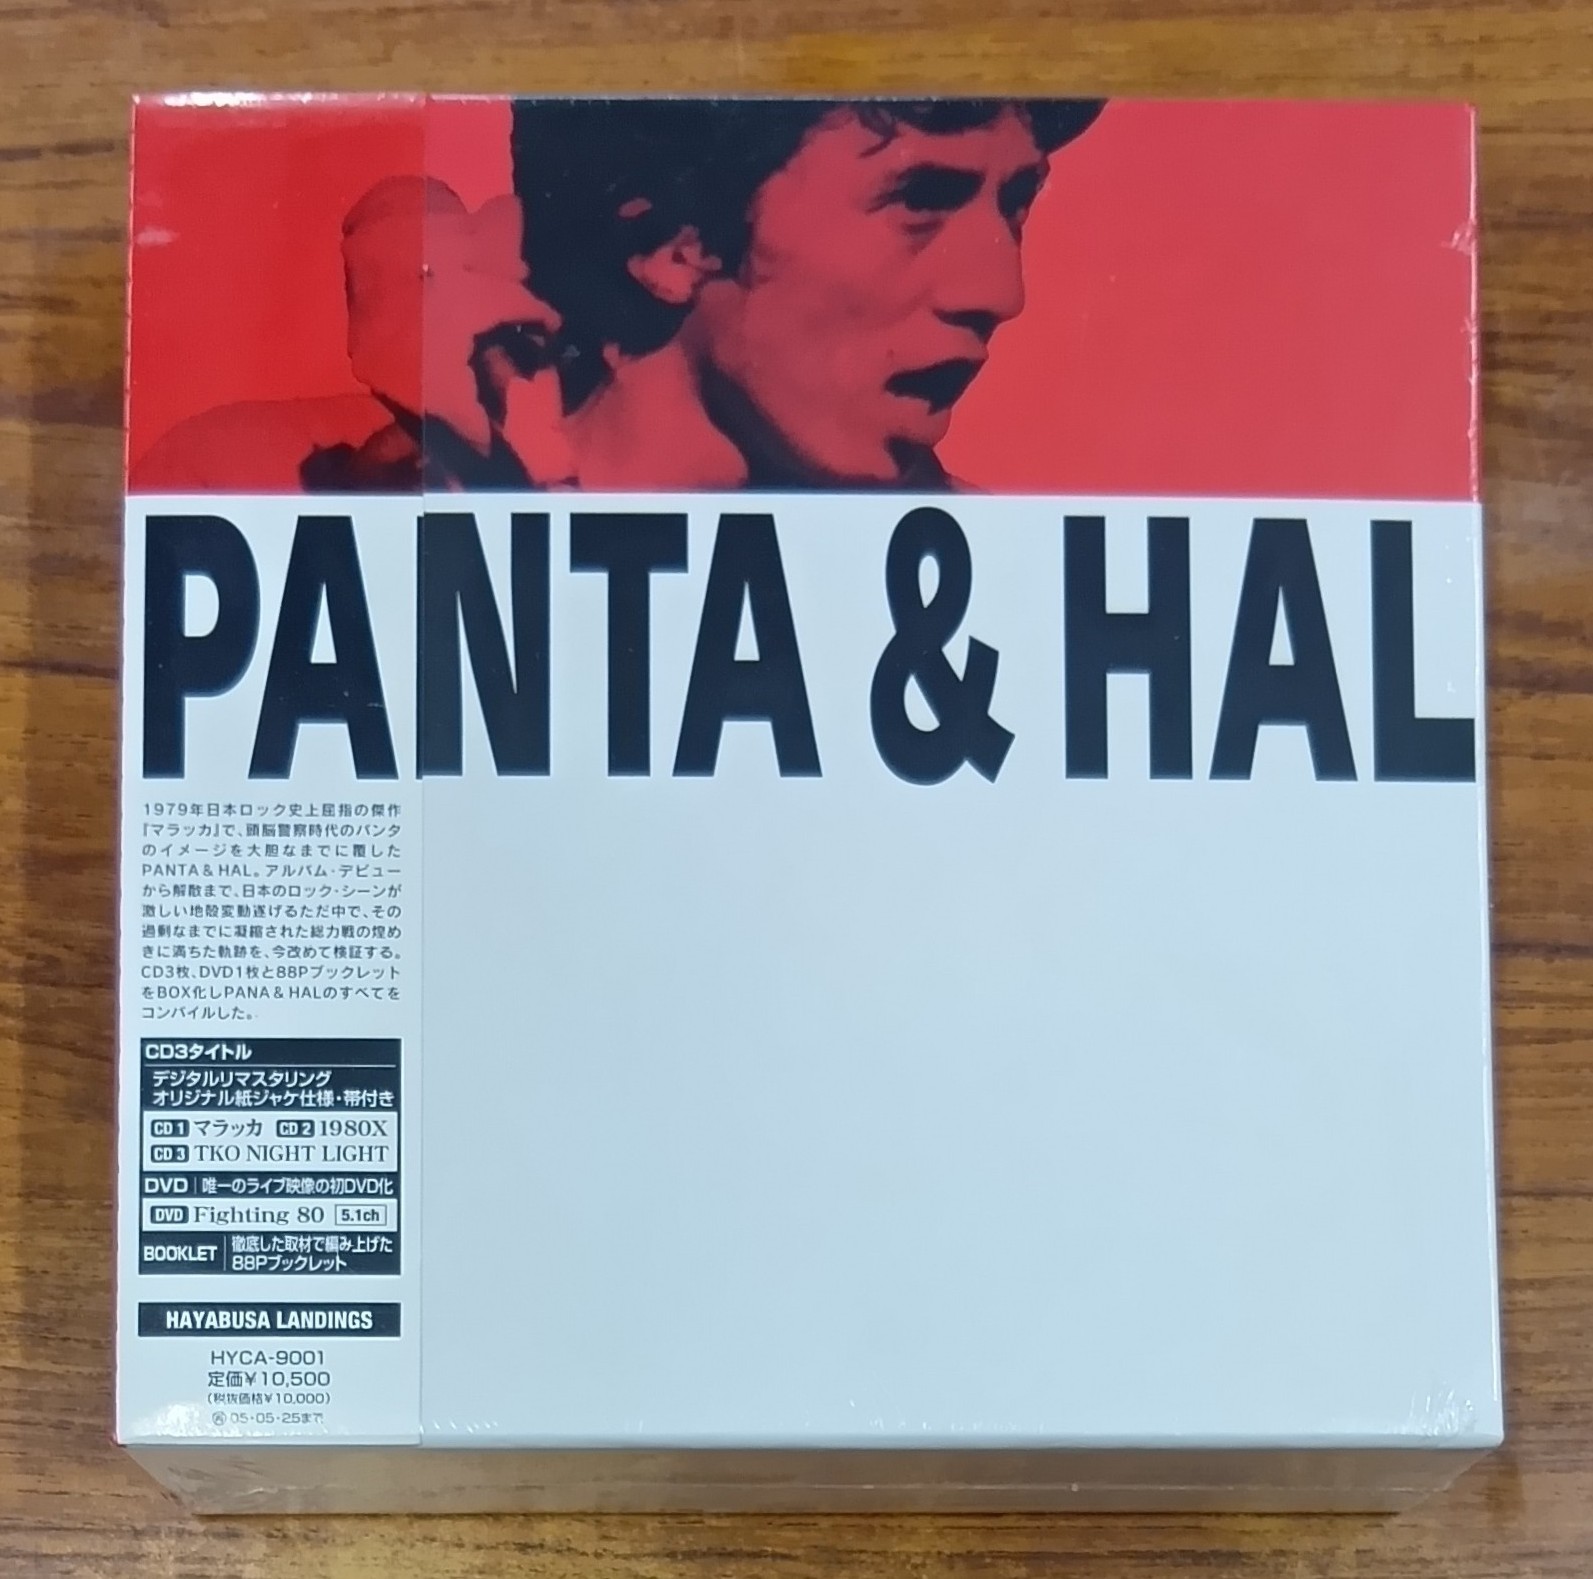 PANTA & HAL
1979年日本ロック史上屈指の傑作
『マラッカ』で、頭脳警察時代のパンタ
のイメージを大胆なまでに覆した
PANTA & HAL。アルバム・デビュー
から解散まで、日本のロック・シーンが
激しい地殻変動遂げるただ中で、その
過剰なまでに凝縮された総力戦の煌め
きに満ちた軌跡を、今改めて検証する。
CD3枚、DVD1枚と88Pブックレット
をBOX化しPANA & HALのすべてを
コンパイルした。
CD3タイトル
デジタルリマスタリング
オリジナル紙ジャケ仕様・帯付き
CD 1 マラッカ CD 2 1980X
CD 3 TKO NIGHT LIGHT
DVD 唯一のライブ映像の初DVD化
DVD Fighting 80 5.1ch
BOOKLET 徹底した取材で編み上げた
88Pブックレット
HAYABUSA LANDINGS
HYCA-9001
定価¥10,500
(税抜価格¥10,000)
㋐05・05・25まで